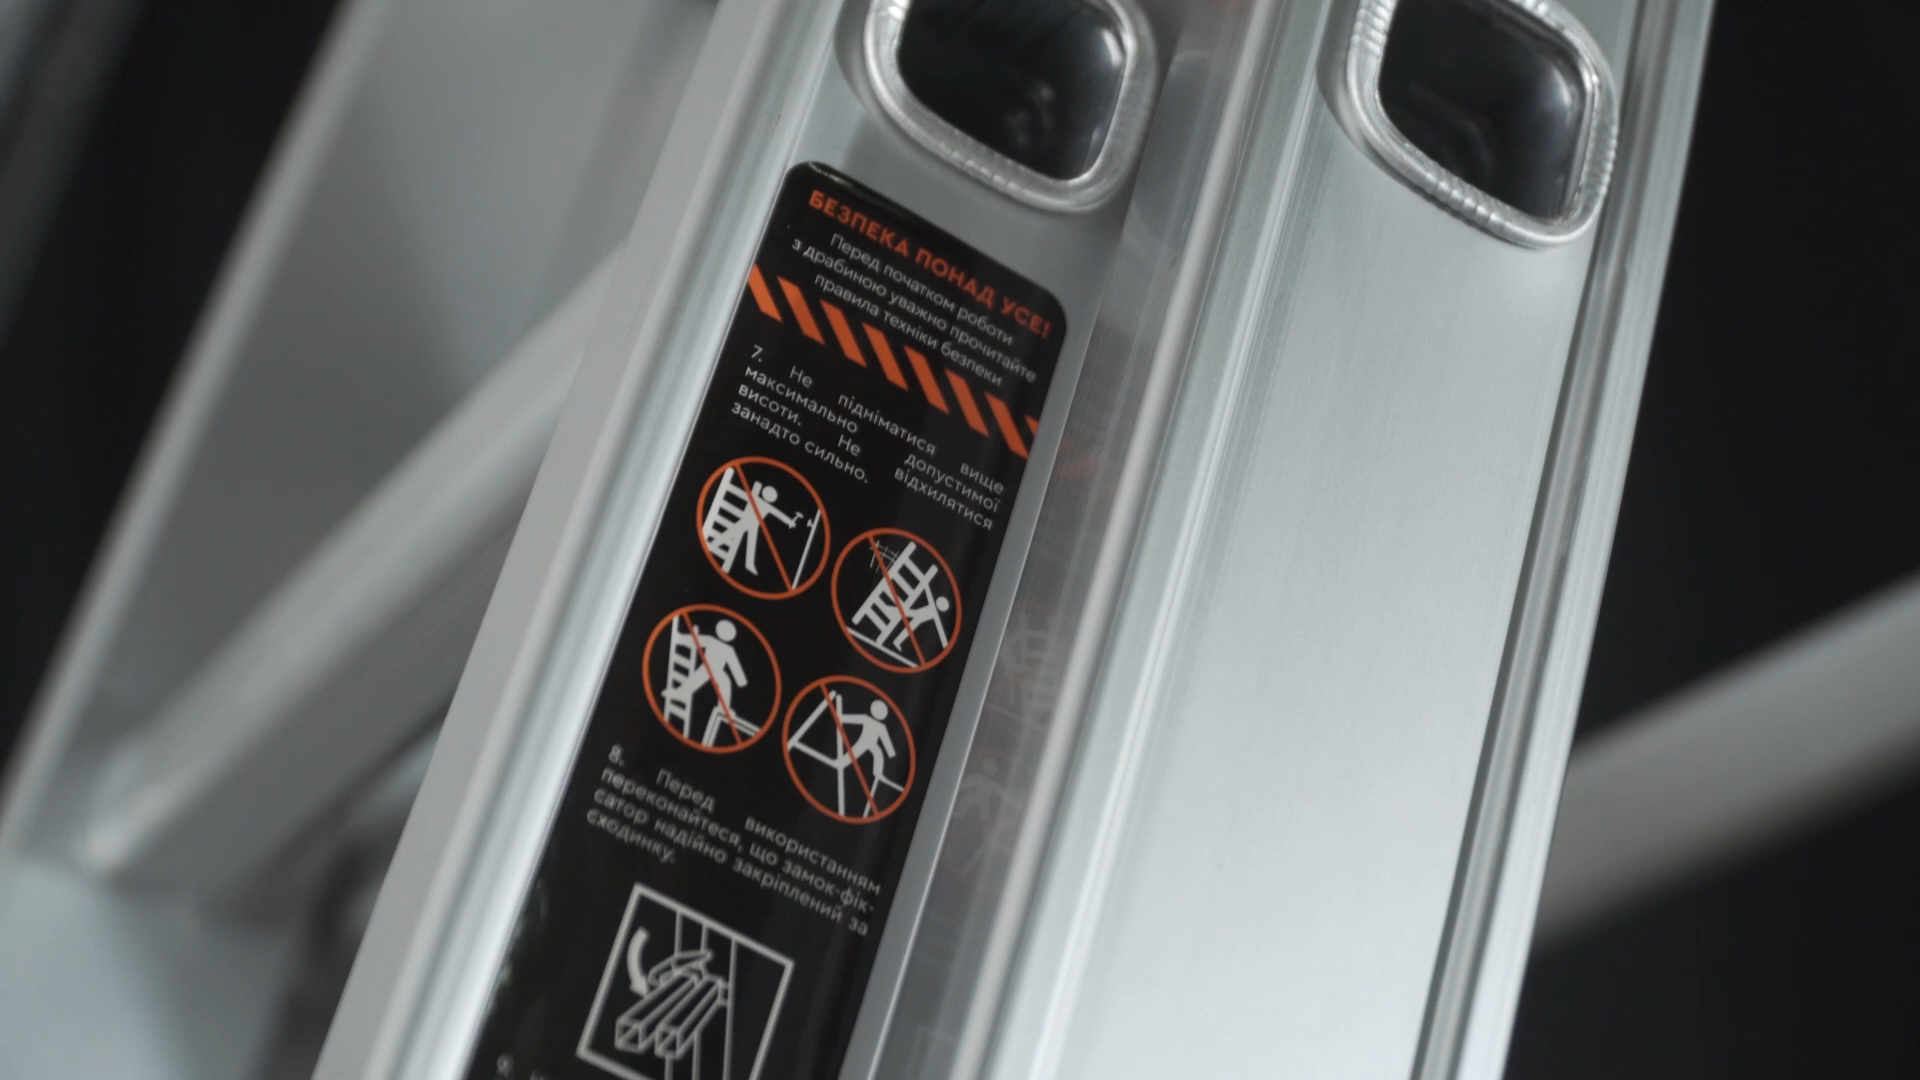 БЕЗПЕКА ПОНАД УСЕ!
Перед початком роботи
з драбиною уважно прочитайте
правила техніки безпеки
7. Не підніматися вище
максимально допустимої
висоти. Не відхилятися
занадто сильно.
8. Перед використанням
переконайтеся, що замок-фік-
сатор надійно закріплений за
сходинку.
9.